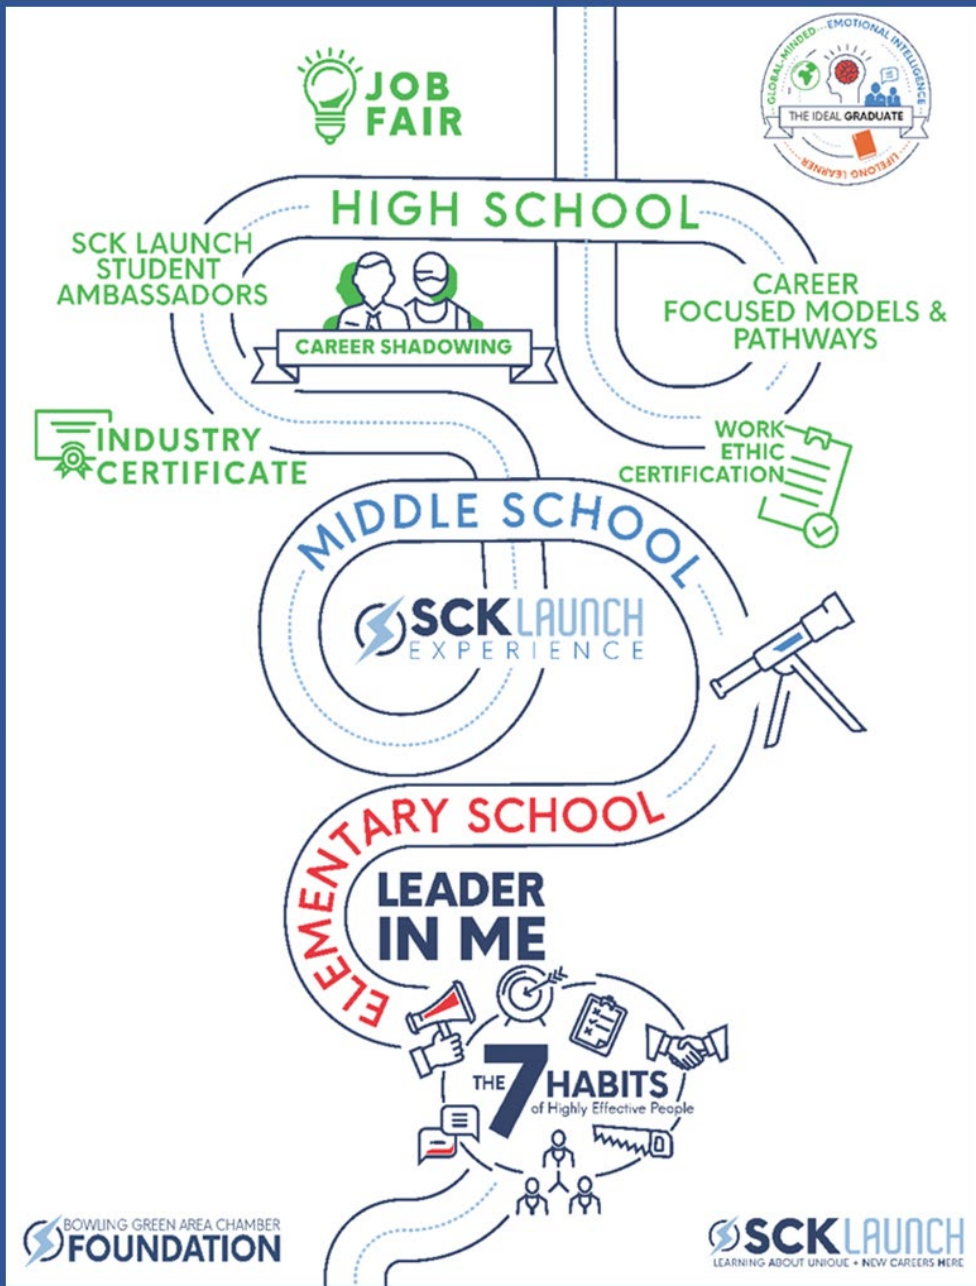 JOB
FAIR
GLOBAL-MINDED
EMOTIONAL INTELLIGENCE
THE IDEAL GRADUATE
LIFELONG LEARNER
HIGH SCHOOL
SCK LAUNCH
STUDENT
AMBASSADORS
CAREER SHADOWING
CAREER
FOCUSED MODELS &
PATHWAYS
INDUSTRY
CERTIFICATE
WORK
ETHIC
CERTIFICATION
MIDDLE SCHOOL
SCK LAUNCH
EXPERIENCE
ELEMENTARY SCHOOL
LEADER
IN ME
THE 7 HABITS
of Highly Effective People
BOWLING GREEN AREA CHAMBER
FOUNDATION
SCK LAUNCH
LEARNING ABOUT UNIQUE + NEW CAREERS HERE